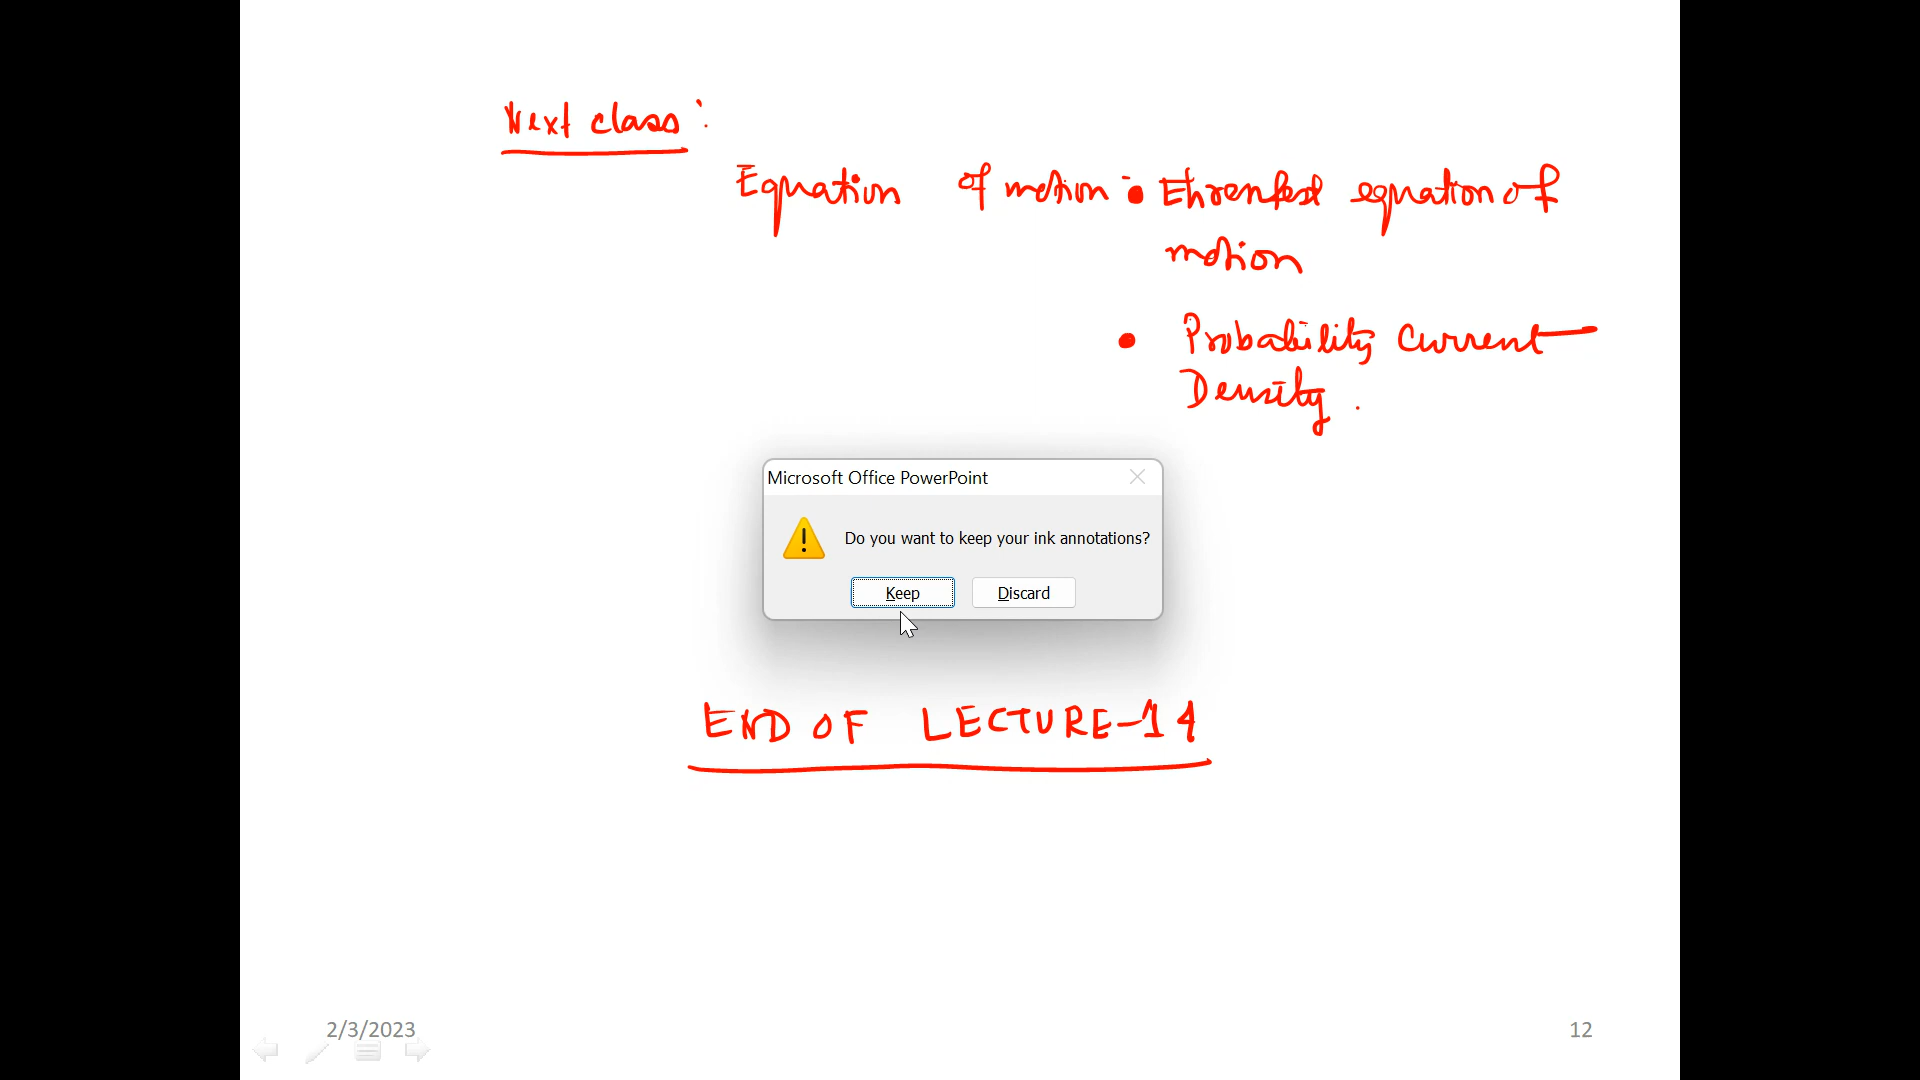 Next class :
Equation of motion : • Ehrenfest equation of
motion
• Probability Current
Density .
Microsoft Office PowerPoint
Do you want to keep your ink annotations?
Keep Discard
END OF LECTURE-14
2/3/2023 12